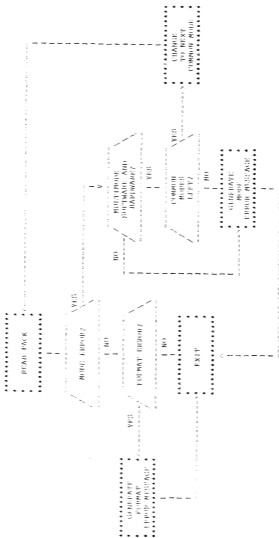 READ PACK
MODE ERROR?
YES
NO
FORMAT ERROR?
YES
NO
EXIT
GENERATE
FORMAT
ERROR MESSAGE
MULTIMODE
SOFTWARE AND
HARDWARE?
NO
YES
COMMON
MODES
LEFT?
YES
NO
GENERATE
MODE
ERROR MESSAGE
CHANGE
TO NEXT
COMMON MODE